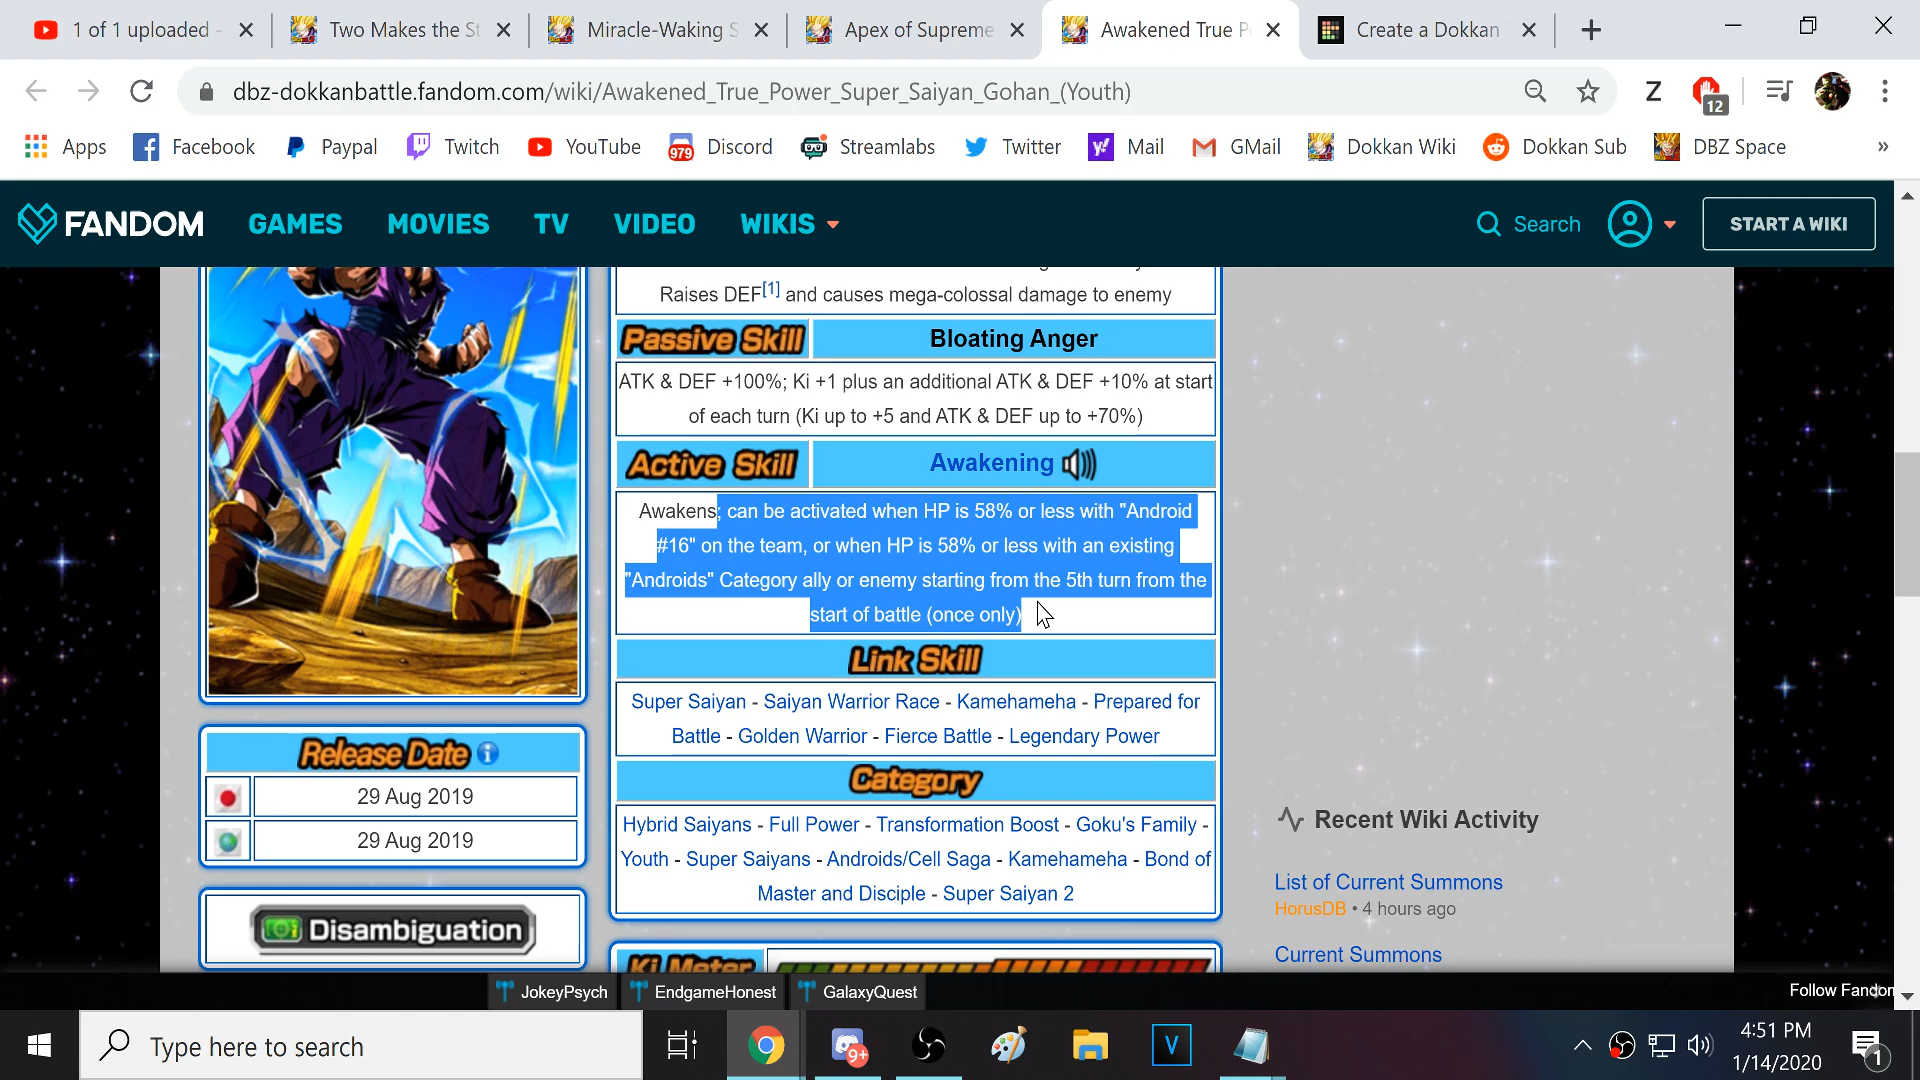 1 of 1 uploaded -
Two Makes the St
Miracle-Waking S
Apex of Supreme
Awakened True P
Create a Dokkan
dbz-dokkanbattle.fandom.com/wiki/Awakened_True_Power_Super_Saiyan_Gohan_(Youth)
Z
12
Apps
Facebook
Paypal
Twitch
YouTube
979
Discord
Streamlabs
Twitter
Mail
GMail
Dokkan Wiki
Dokkan Sub
DBZ Space
»
FANDOM
GAMES
MOVIES
TV
VIDEO
WIKIS
Search
START A WIKI
Raises DEF[1] and causes mega-colossal damage to enemy
Passive Skill
Bloating Anger
ATK & DEF +100%; Ki +1 plus an additional ATK & DEF +10% at start
of each turn (Ki up to +5 and ATK & DEF up to +70%)
Active Skill
Awakening
Awakens; can be activated when HP is 58% or less with "Android
#16" on the team, or when HP is 58% or less with an existing
"Androids" Category ally or enemy starting from the 5th turn from the
start of battle (once only)
Link Skill
Super Saiyan - Saiyan Warrior Race - Kamehameha - Prepared for
Battle - Golden Warrior - Fierce Battle - Legendary Power
Category
Hybrid Saiyans - Full Power - Transformation Boost - Goku's Family -
Youth - Super Saiyans - Androids/Cell Saga - Kamehameha - Bond of
Master and Disciple - Super Saiyan 2
Ki Meter
Release Date
29 Aug 2019
29 Aug 2019
Disambiguation
Recent Wiki Activity
List of Current Summons
HorusDB • 4 hours ago
Current Summons
JokeyPsych
EndgameHonest
GalaxyQuest
Follow Fandom
Type here to search
9+
V
4:51 PM
1/14/2020
1